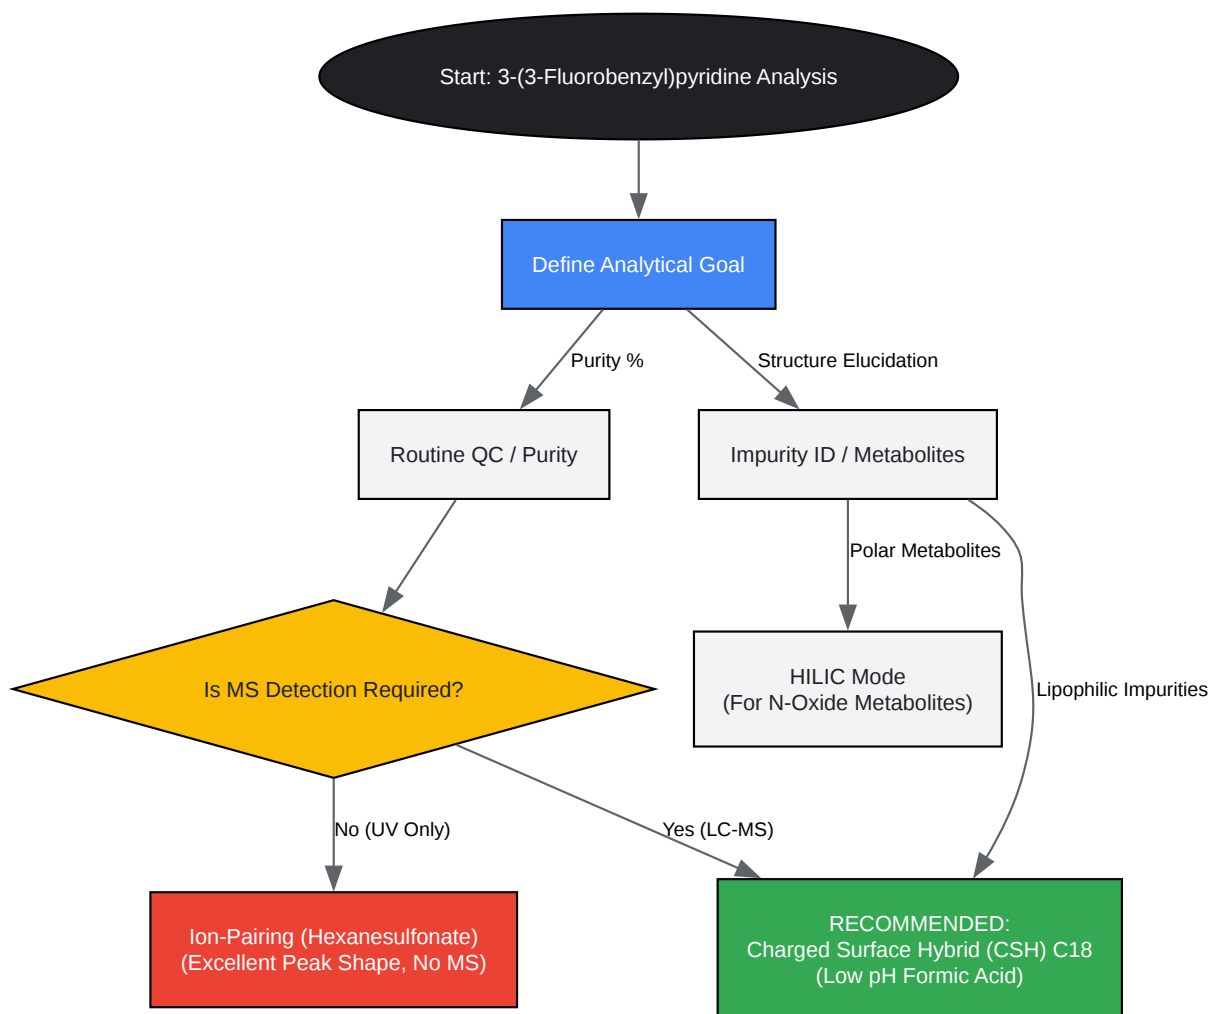 Start: 3-(3-Fluorobenzyl)pyridine Analysis
Define Analytical Goal
Purity %
Structure Elucidation
Routine QC / Purity
Impurity ID / Metabolites
Polar Metabolites
Is MS Detection Required?
HILIC Mode
(For N-Oxide Metabolites)
Lipophilic Impurities
No (UV Only)
Yes (LC-MS)
Ion-Pairing (Hexanesulfonate)
(Excellent Peak Shape, No MS)
RECOMMENDED:
Charged Surface Hybrid (CSH) C18
(Low pH Formic Acid)